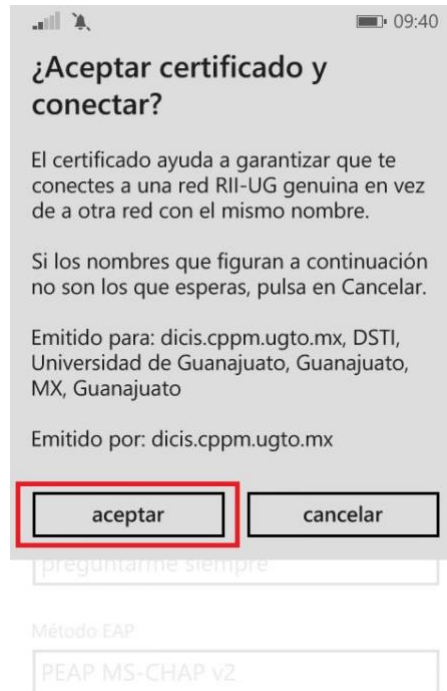 09:40
¿Aceptar certificado y
conectar?
El certificado ayuda a garantizar que te
conectes a una red RII-UG genuina en vez
de a otra red con el mismo nombre.
Si los nombres que figuran a continuación
no son los que esperas, pulsa en Cancelar.
Emitido para: dicis.cppm.ugto.mx, DSTI,
Universidad de Guanajuato, Guanajuato,
MX, Guanajuato
Emitido por: dicis.cppm.ugto.mx
aceptar
cancelar
preguntarme siempre
Método EAP
PEAP MS-CHAP v2